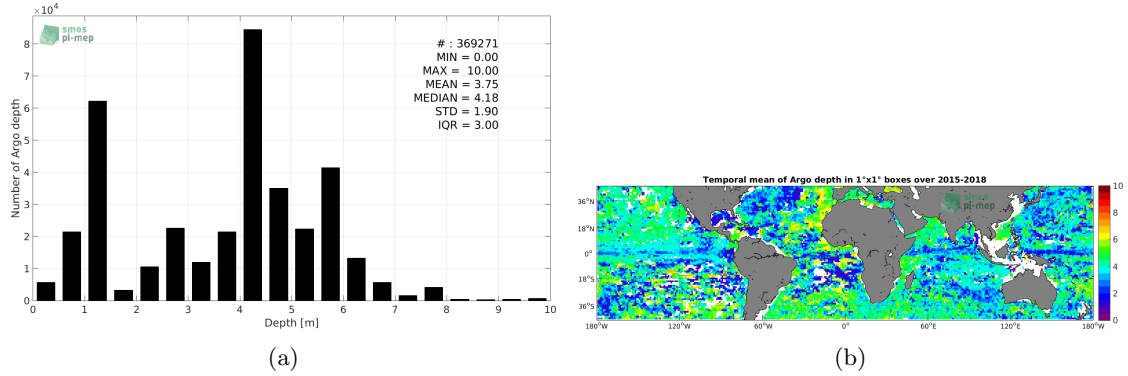 ×10⁴
smos
pi-mep
# : 369271
MIN = 0.00
MAX = 10.00
MEAN = 3.75
MEDIAN = 4.18
STD = 1.90
IQR = 3.00
Number of Argo depth
8
7
6
5
4
3
2
1
0
0 1 2 3 4 5 6 7 8 9 10
Depth [m]
(a)
Temporal mean of Argo depth in 1°x1° boxes over 2015-2018
smos
pi-mep
36°N
18°N
0°
18°S
36°S
180°W 120°W 60°W 0° 60°E 120°E 180°W
10
8
6
4
2
0
(b)